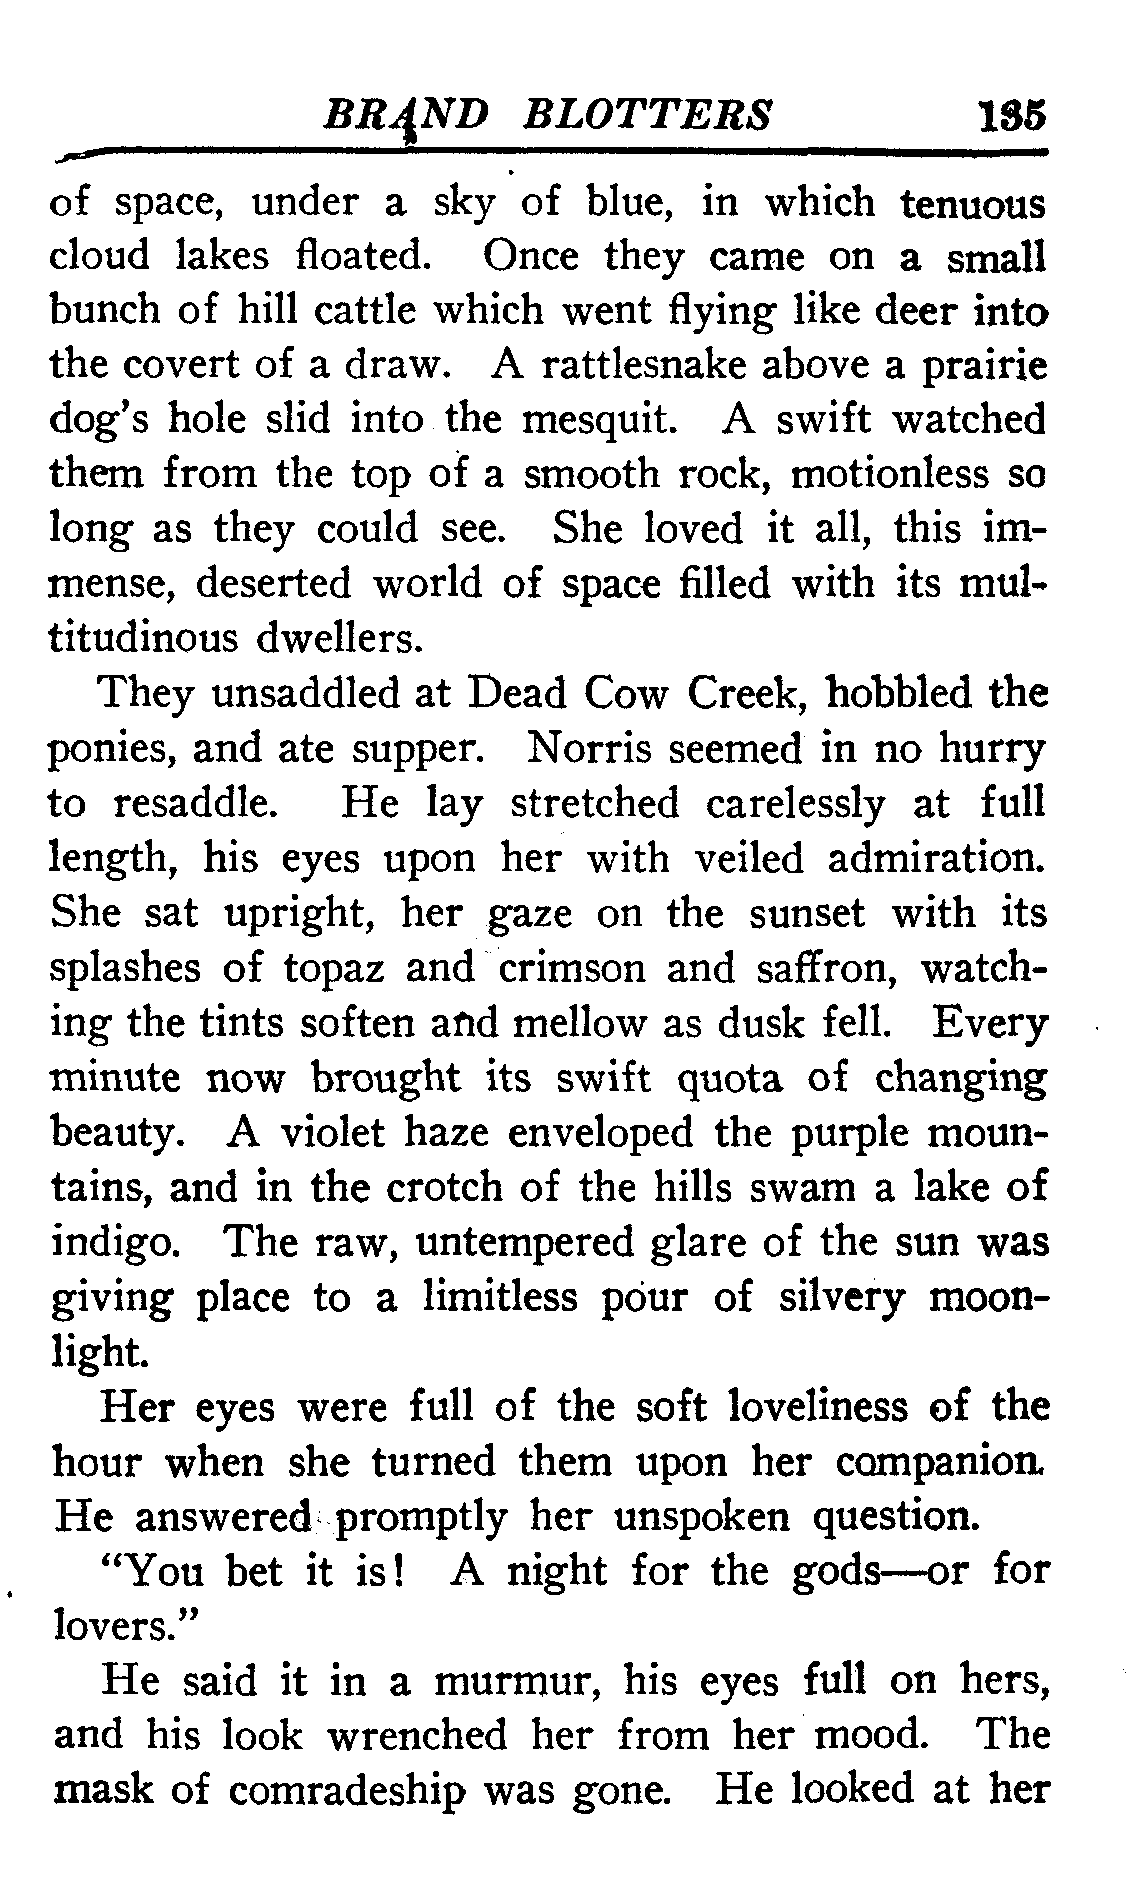 BRAND BLOTTERS 135
of space, under a sky of blue, in which tenuous
cloud lakes floated. Once they came on a small
bunch of hill cattle which went flying like deer into
the covert of a draw. A rattlesnake above a prairie
dog's hole slid into the mesquit. A swift watched
them from the top of a smooth rock, motionless so
long as they could see. She loved it all, this im-
mense, deserted world of space filled with its mul-
titudinous dwellers.
They unsaddled at Dead Cow Creek, hobbled the
ponies, and ate supper. Norris seemed in no hurry
to resaddle. He lay stretched carelessly at full
length, his eyes upon her with veiled admiration.
She sat upright, her gaze on the sunset with its
splashes of topaz and crimson and saffron, watch-
ing the tints soften and mellow as dusk fell. Every
minute now brought its swift quota of changing
beauty. A violet haze enveloped the purple moun-
tains, and in the crotch of the hills swam a lake of
indigo. The raw, untempered glare of the sun was
giving place to a limitless pour of silvery moon-
light.
Her eyes were full of the soft loveliness of the
hour when she turned them upon her companion.
He answered promptly her unspoken question.
"You bet it is! A night for the gods—or for
lovers."
He said it in a murmur, his eyes full on hers,
and his look wrenched her from her mood. The
mask of comradeship was gone. He looked at her